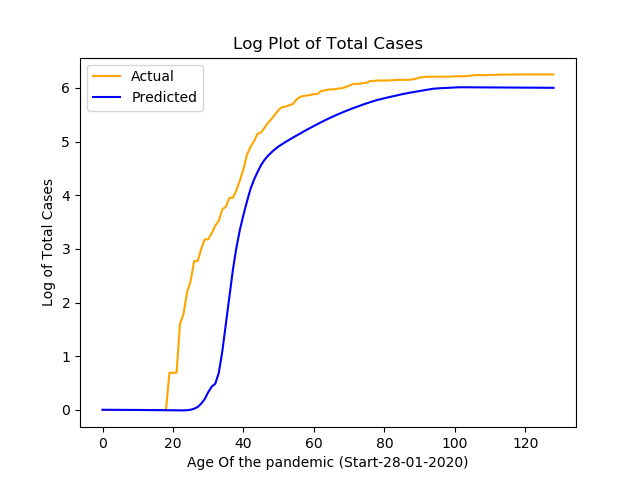 Log Plot of Total Cases
Actual
Predicted
6
5
4
3
2
1
0
Log of Total Cases
0 20 40 60 80 100 120
Age Of the pandemic (Start-28-01-2020)